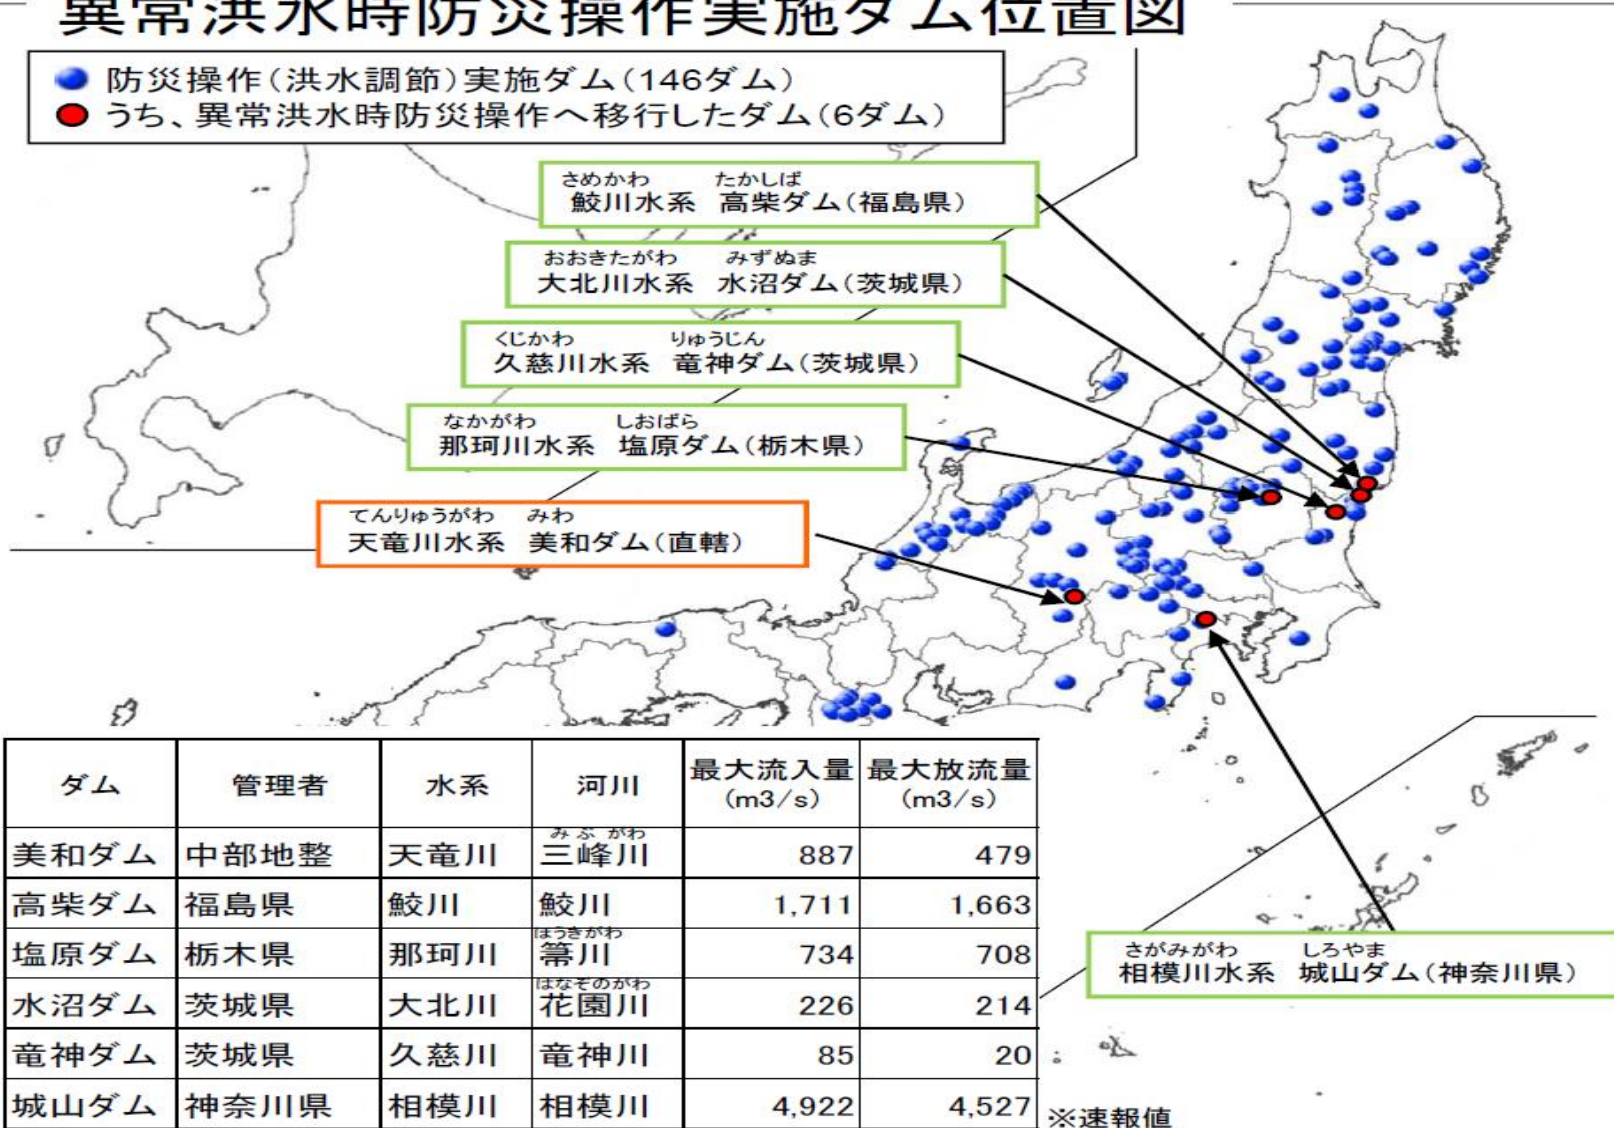 異常洪水時防災操作実施ダム位置図
防災操作(洪水調節)実施ダム(146ダム)
うち、異常洪水時防災操作へ移行したダム(6ダム)
さめかわ たかしば
鮫川水系 高柴ダム(福島県)
おおきたがわ みずぬま
大北川水系 水沼ダム(茨城県)
くじかわ りゅうじん
久慈川水系 竜神ダム(茨城県)
なかがわ しおばら
那珂川水系 塩原ダム(栃木県)
てんりゅうがわ みわ
天竜川水系 美和ダム(直轄)
さがみがわ しろやま
相模川水系 城山ダム(神奈川県)
ダム 管理者 水系 河川 最大流入量 最大放流量
(m3/s) (m3/s)
みぶ がわ
美和ダム 中部地整 天竜川 三峰川 887 479
高柴ダム 福島県 鮫川 鮫川 1,711 1,663
ほうきがわ
塩原ダム 栃木県 那珂川 箒川 734 708
はなぞのがわ
水沼ダム 茨城県 大北川 花園川 226 214
竜神ダム 茨城県 久慈川 竜神川 85 20
城山ダム 神奈川県 相模川 相模川 4,922 4,527
※速報値